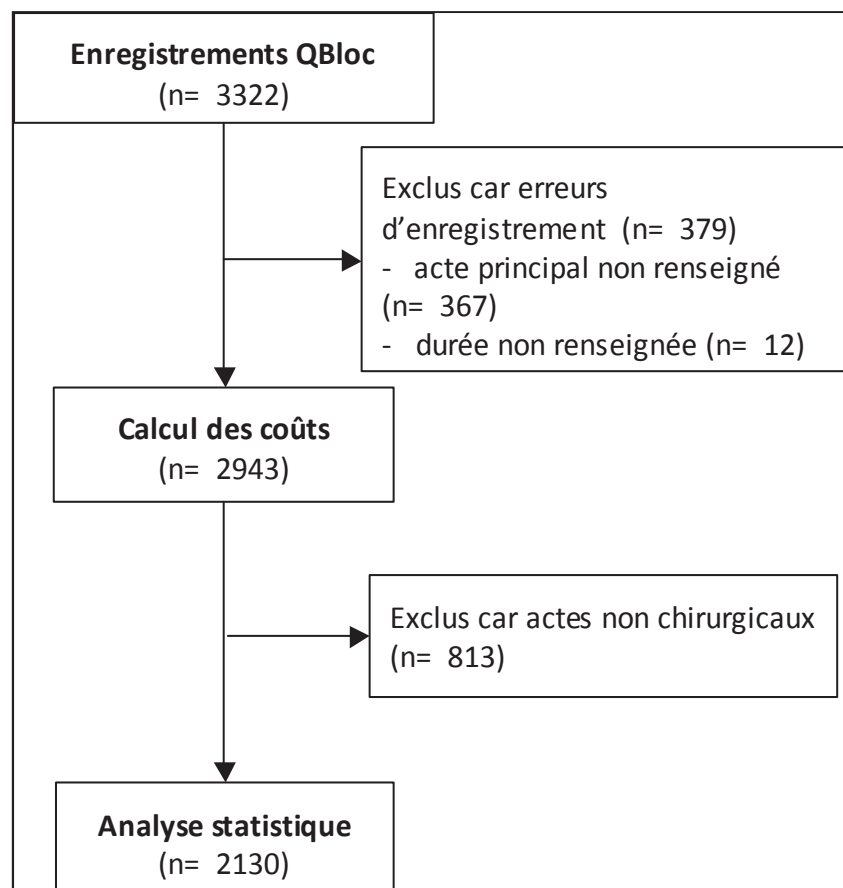 Enregistrements QBloc
(n= 3322)
Exclus car erreurs
d’enregistrement (n= 379)
- acte principal non renseigné
(n= 367)
- durée non renseignée (n= 12)
Calcul des coûts
(n= 2943)
Exclus car actes non chirurgicaux
(n= 813)
Analyse statistique
(n= 2130)